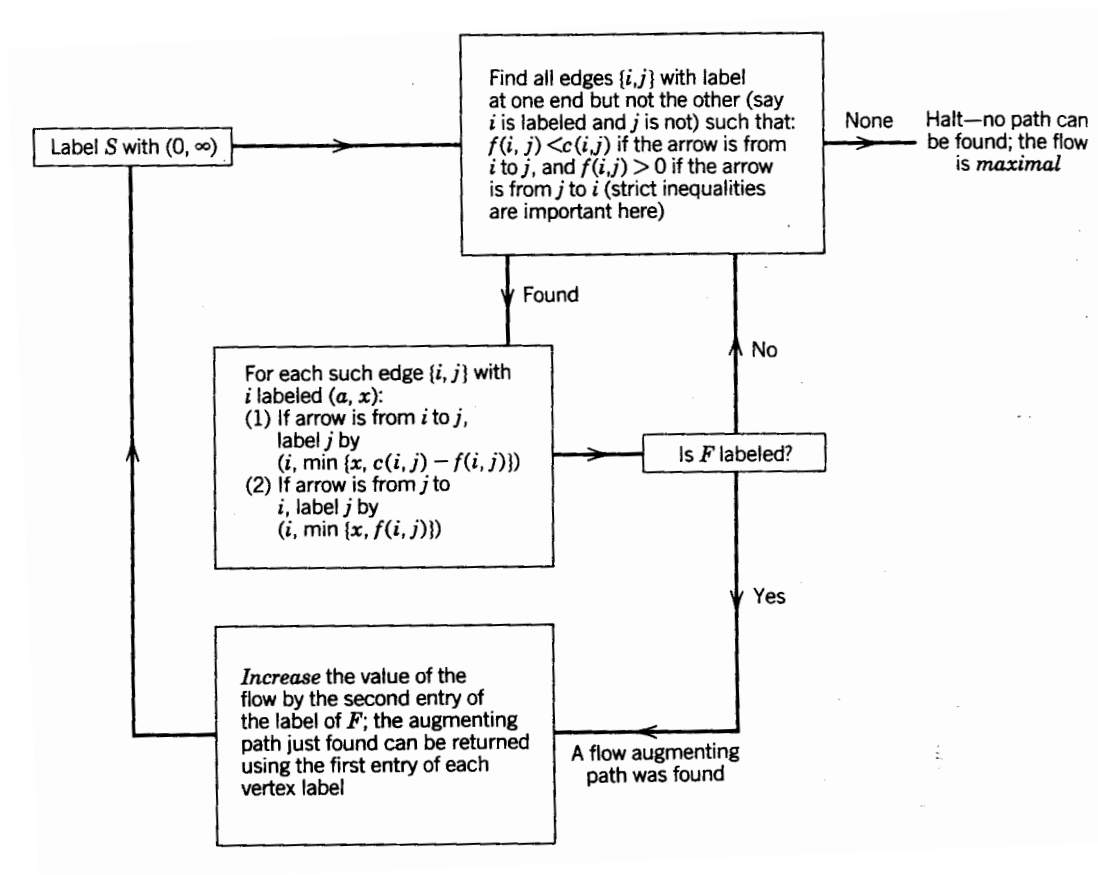 Label S with (0, ∞)
Find all edges {i,j} with label
at one end but not the other (say
i is labeled and j is not) such that:
f(i, j) <c(i,j) if the arrow is from
i to j, and f(i,j) > 0 if the arrow
is from j to i (strict inequalities
are important here)
None
Halt—no path can
be found; the flow
is maximal
Found
No
For each such edge {i, j} with
i labeled (a, x):
(1) If arrow is from i to j,
label j by
(i, min {x, c(i, j) − f(i, j)})
(2) If arrow is from j to
i, label j by
(i, min {x, f(i, j)})
Is F labeled?
Yes
Increase the value of the
flow by the second entry of
the label of F; the augmenting
path just found can be returned
using the first entry of each
vertex label
A flow augmenting
path was found